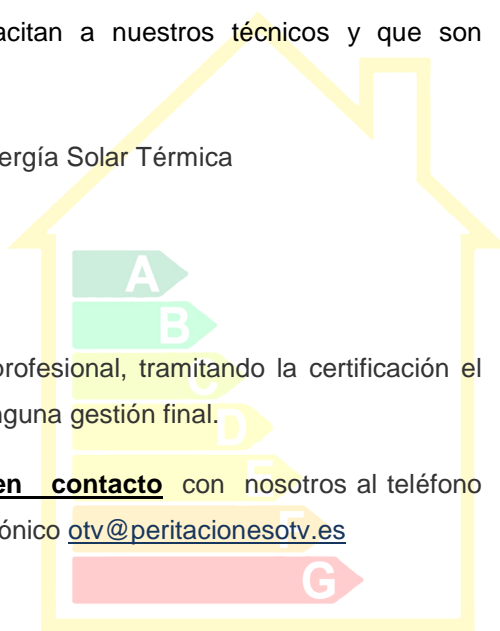 acitan a nuestros técnicos y que son
ergía Solar Térmica
A
B
profesional, tramitando la certificación el
C
nguna gestión final.
D
en contacto con nosotros al teléfono
E
ónico otv@peritacionesotv.es
F
G